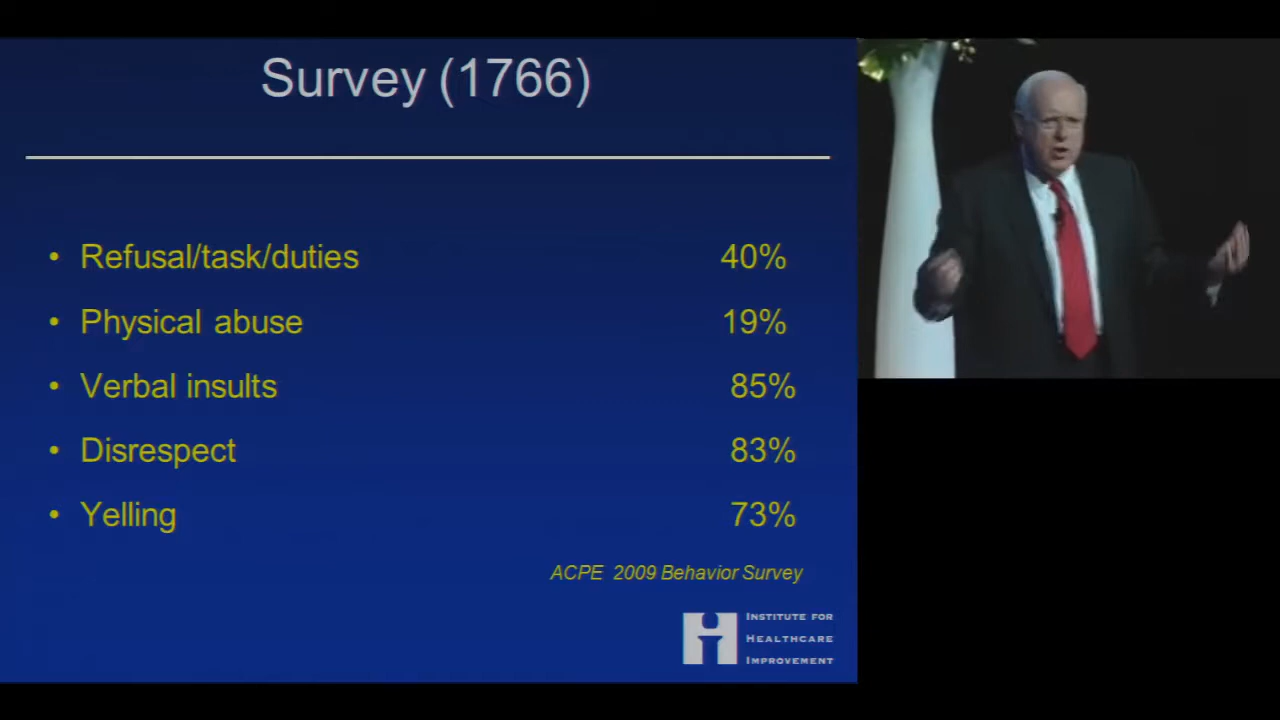 Survey (1766)
• Refusal/task/duties 40%
• Physical abuse 19%
• Verbal insults 85%
• Disrespect 83%
• Yelling 73%
ACPE 2009 Behavior Survey
INSTITUTE FOR
HEALTHCARE
IMPROVEMENT